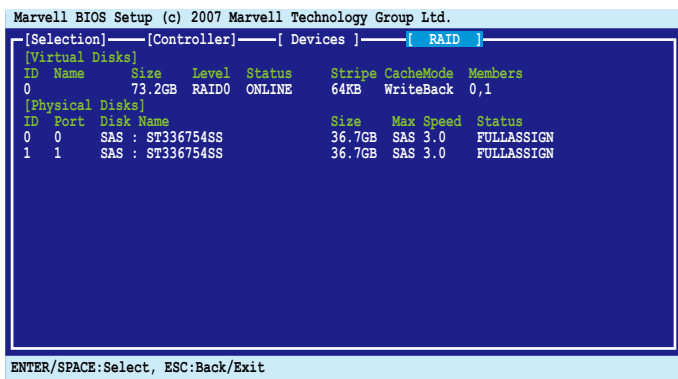 Marvell BIOS Setup (c) 2007 Marvell Technology Group Ltd.
[Selection] [Controller] [ Devices ] [ RAID ]
[Virtual Disks]
ID Name Size Level Status Stripe CacheMode Members
0 73.2GB RAID0 ONLINE 64KB WriteBack 0,1
[Physical Disks]
ID Port Disk Name Size Max Speed Status
0 0 SAS : ST336754SS 36.7GB SAS 3.0 FULLASSIGN
1 1 SAS : ST336754SS 36.7GB SAS 3.0 FULLASSIGN
ENTER/SPACE:Select, ESC:Back/Exit